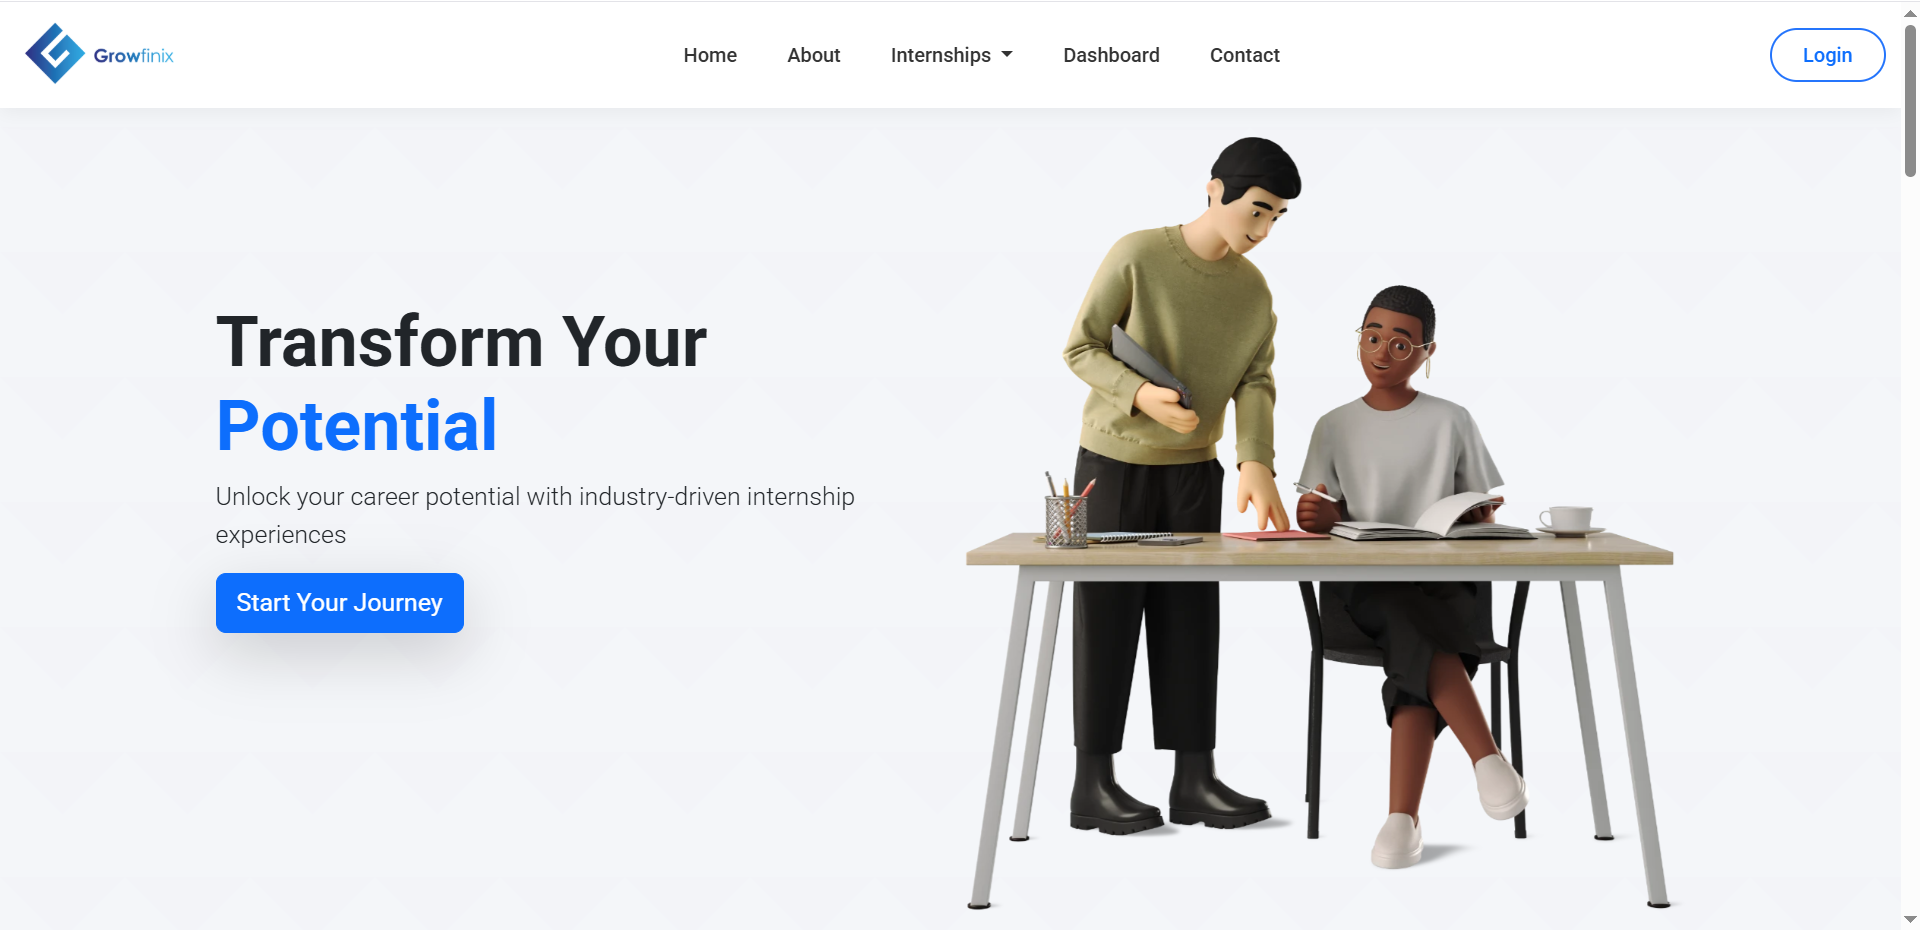 Growfinix
Home About Internships Dashboard Contact
Login
Transform Your
Potential
Unlock your career potential with industry-driven internship
experiences
Start Your Journey